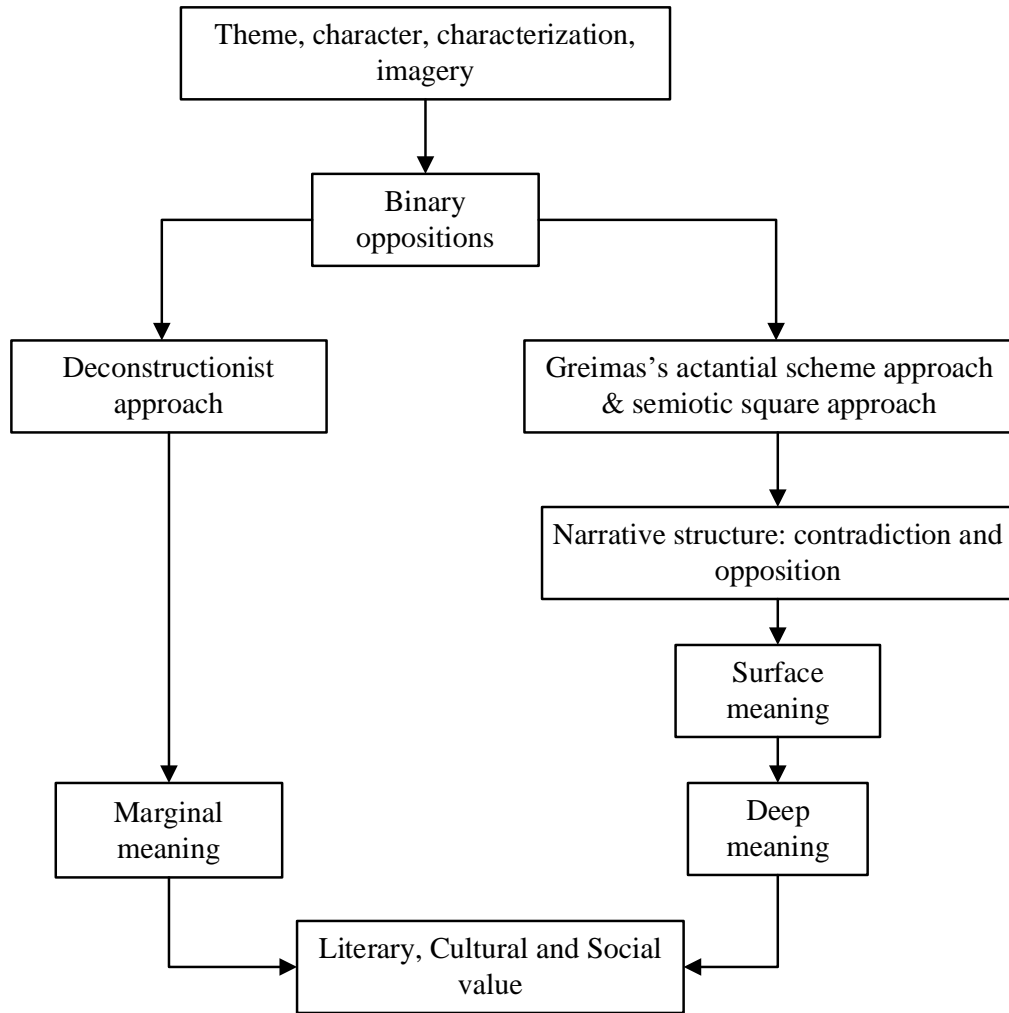 Theme, character, characterization,
imagery
Binary
oppositions
Deconstructionist
approach
Greimas’s actantial scheme approach
& semiotic square approach
Narrative structure: contradiction and
opposition
Surface
meaning
Marginal
meaning
Deep
meaning
Literary, Cultural and Social
value